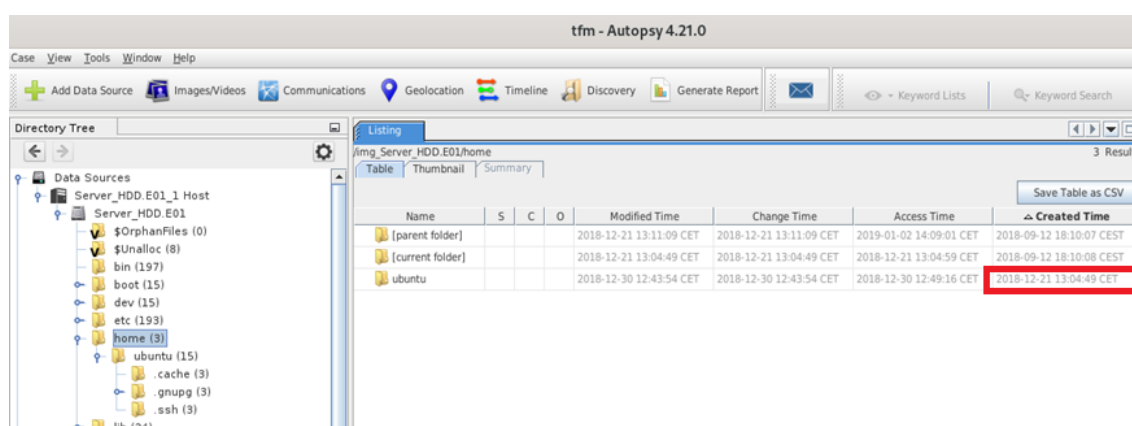 tfm - Autopsy 4.21.0
Case View Tools Window Help
Add Data Source Images/Videos Communications Geolocation Timeline Discovery Generate Report Keyword Lists Keyword Search
Directory Tree
Listing
/img_Server_HDD.E01/home
3 Resul
Table Thumbnail Summary
Save Table as CSV
Name S C O Modified Time Change Time Access Time Created Time
[parent folder] 2018-12-21 13:11:09 CET 2018-12-21 13:11:09 CET 2019-01-02 14:09:01 CET 2018-09-12 18:10:07 CEST
[current folder] 2018-12-21 13:04:49 CET 2018-12-21 13:04:49 CET 2018-12-21 13:04:59 CET 2018-09-12 18:10:08 CEST
ubuntu 2018-12-30 12:43:54 CET 2018-12-30 12:43:54 CET 2018-12-30 12:49:16 CET 2018-12-21 13:04:49 CET
Data Sources
Server_HDD.E01_1 Host
Server_HDD.E01
$OrphanFiles (0)
$Unalloc (8)
bin (197)
boot (15)
dev (15)
etc (193)
home (3)
ubuntu (15)
.cache (3)
.gnupg (3)
.ssh (3)